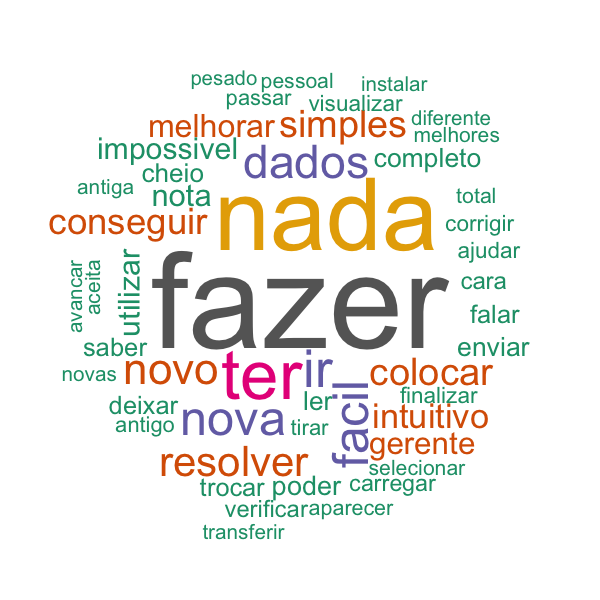 pesado pessoal instalar
passar visualizar
melhorar simples diferente
melhores
impossivel dados completo
cheio
antiga nota nada total
conseguir corrigir
ajudar
avancar aceita utilizar fazer cara
falar
saber enviar
novas novo ter ir colocar
ler finalizar
deixar nova facil intuitivo
antigo tirar
gerente
resolver selecionar
trocar poder carregar
verificar aparecer
transferir